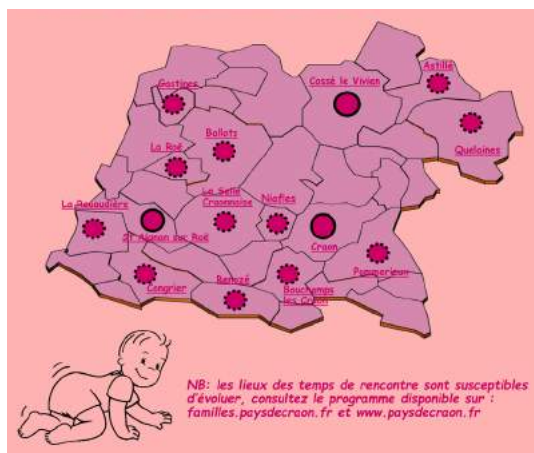 Astillé
Cossé le Vivien
Gastines
Ballots
Quelaines
La Roë
La Selle
Craonnaise
Niafles
La Rouaudière
St Aignan sur Roë
Craon
Pommerieux
Congrier
Renazé
Bouchamps
les Craon
NB: les lieux des temps de rencontre sont susceptibles
d'évoluer, consultez le programme disponible sur :
familles.paysdecraon.fr et www.paysdecraon.fr